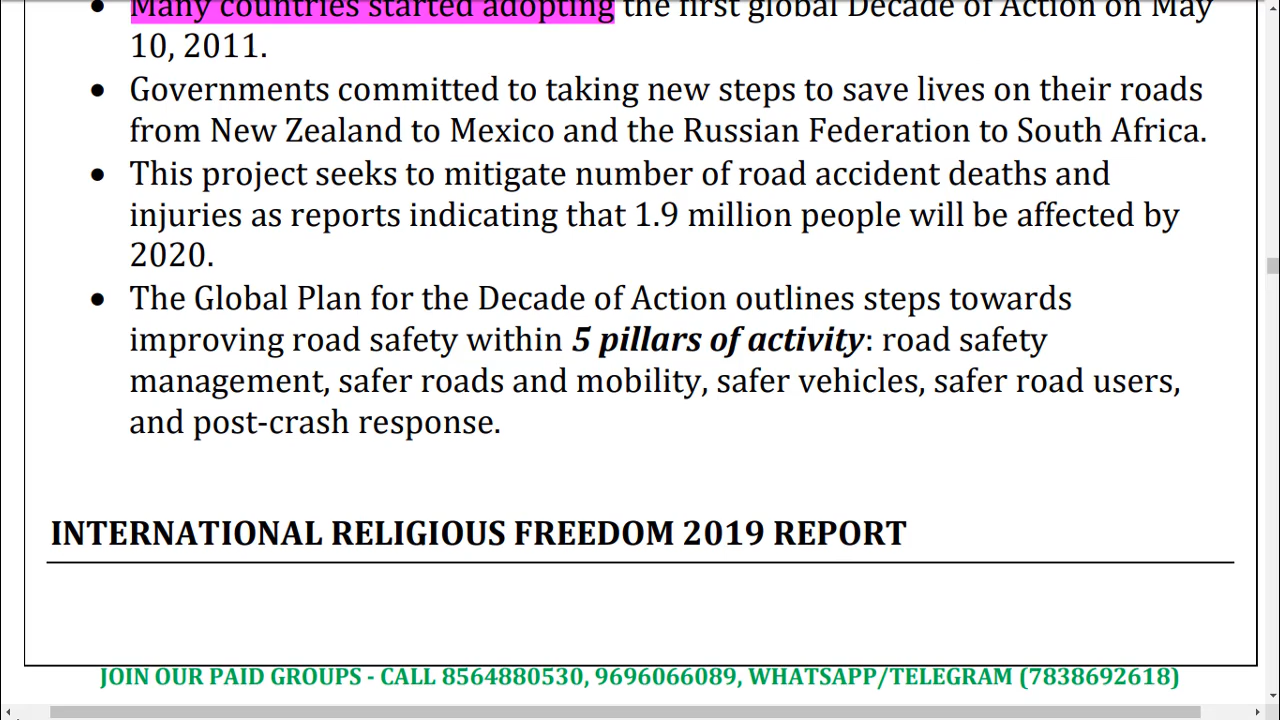 • Many countries started adopting the first global Decade of Action on May
10, 2011.
• Governments committed to taking new steps to save lives on their roads
from New Zealand to Mexico and the Russian Federation to South Africa.
• This project seeks to mitigate number of road accident deaths and
injuries as reports indicating that 1.9 million people will be affected by
2020.
• The Global Plan for the Decade of Action outlines steps towards
improving road safety within 5 pillars of activity: road safety
management, safer roads and mobility, safer vehicles, safer road users,
and post-crash response.
INTERNATIONAL RELIGIOUS FREEDOM 2019 REPORT
JOIN OUR PAID GROUPS - CALL 8564880530, 9696066089, WHATSAPP/TELEGRAM (7838692618)